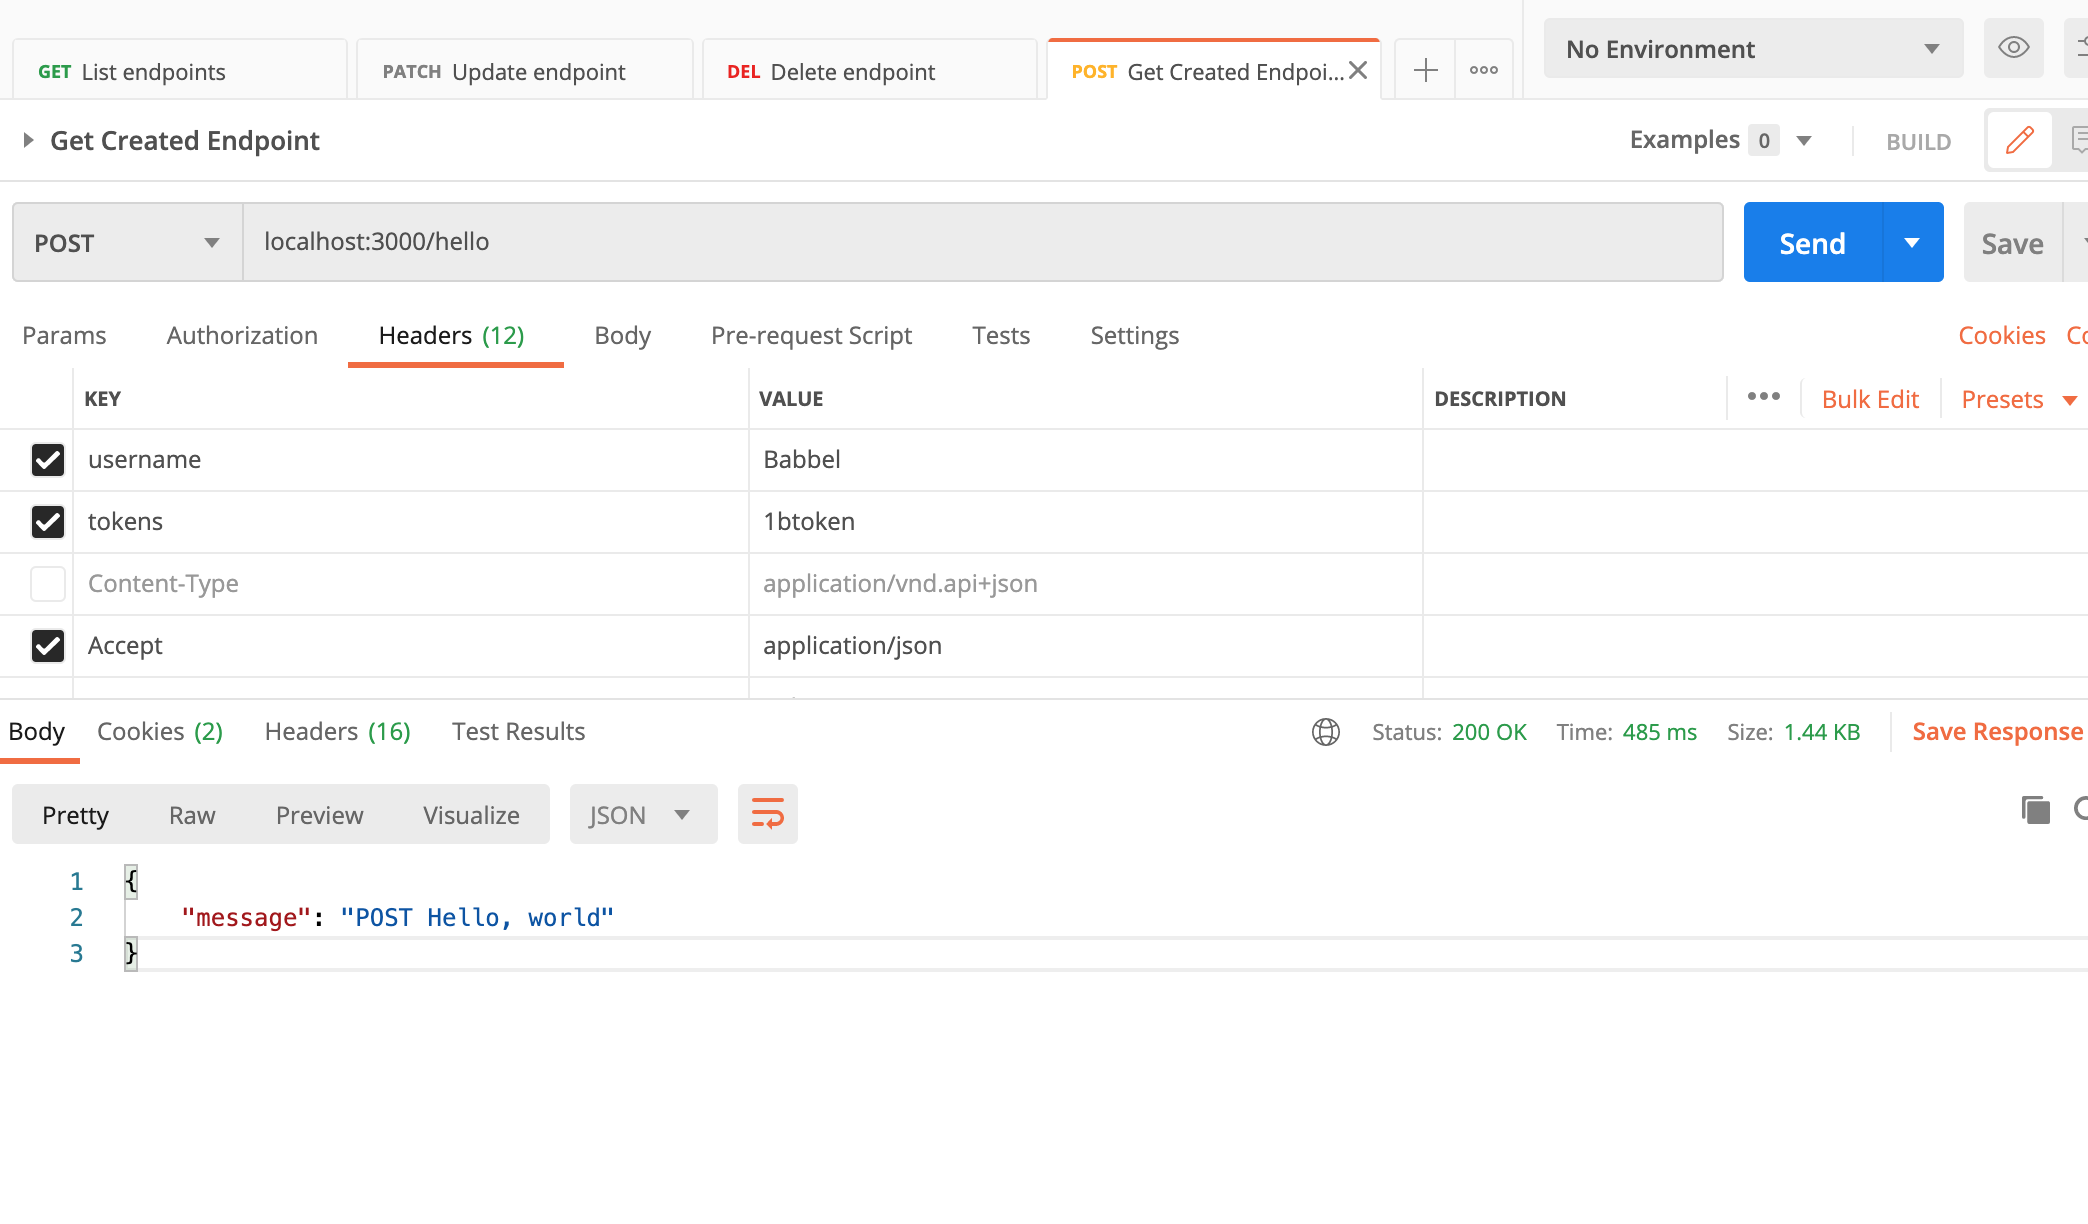 GET List endpoints
PATCH Update endpoint
DEL Delete endpoint
POST Get Created Endpoi...
No Environment
Get Created Endpoint
Examples 0
BUILD
POST
localhost:3000/hello
Send
Save
Params
Authorization
Headers (12)
Body
Pre-request Script
Tests
Settings
Cookies
KEY
VALUE
DESCRIPTION
Bulk Edit
Presets
username
Babbel
tokens
1btoken
Content-Type
application/vnd.api+json
Accept
application/json
Body
Cookies (2)
Headers (16)
Test Results
Status: 200 OK
Time: 485 ms
Size: 1.44 KB
Save Response
Pretty
Raw
Preview
Visualize
JSON
1 {
2 "message": "POST Hello, world"
3 }